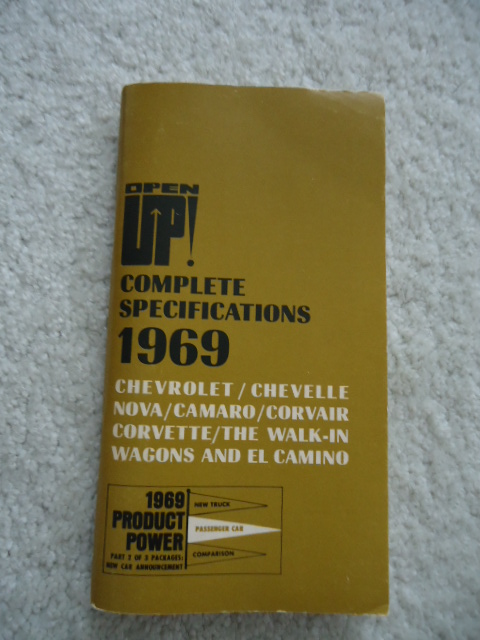 OPEN
UP!
COMPLETE
SPECIFICATIONS
1969
CHEVROLET / CHEVELLE
NOVA/CAMARO/CORVAIR
CORVETTE/THE WALK-IN
WAGONS AND EL CAMINO
1969
PRODUCT
POWER
PART 2 OF 3 PACKAGES:
NEW CAR ANNOUNCEMENT
NEW TRUCK
PASSENGER CAR
COMPARISON